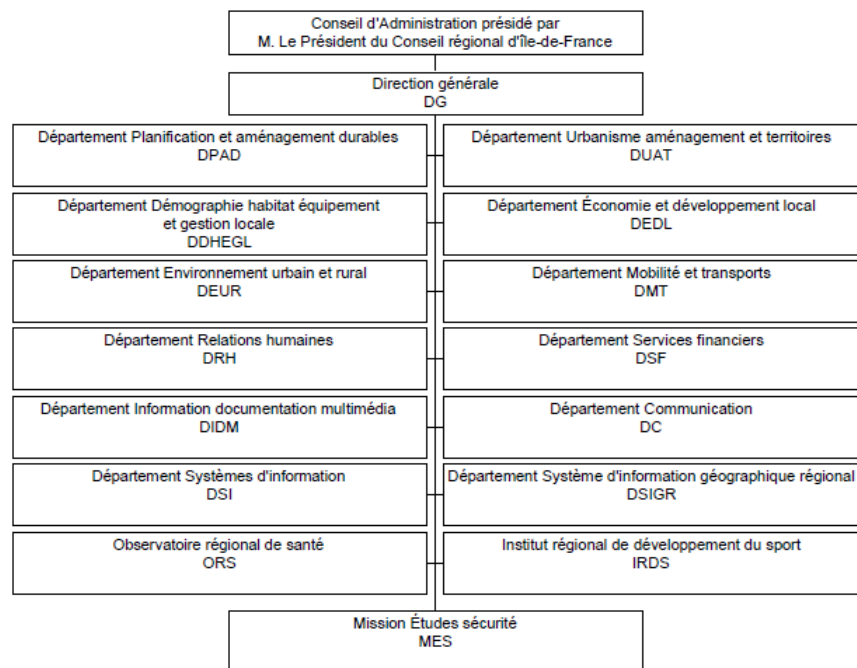 Conseil d'Administration présidé par
M. Le Président du Conseil régional d'île-de-France
Direction générale
DG
Département Planification et aménagement durables
DPAD
Département Urbanisme aménagement et territoires
DUAT
Département Démographie habitat équipement
et gestion locale
DDHEGL
Département Économie et développement local
DEDL
Département Environnement urbain et rural
DEUR
Département Mobilité et transports
DMT
Département Relations humaines
DRH
Département Services financiers
DSF
Département Information documentation multimédia
DIDM
Département Communication
DC
Département Systèmes d'information
DSI
Département Système d'information géographique régional
DSIGR
Observatoire régional de santé
ORS
Institut régional de développement du sport
IRDS
Mission Études sécurité
MES